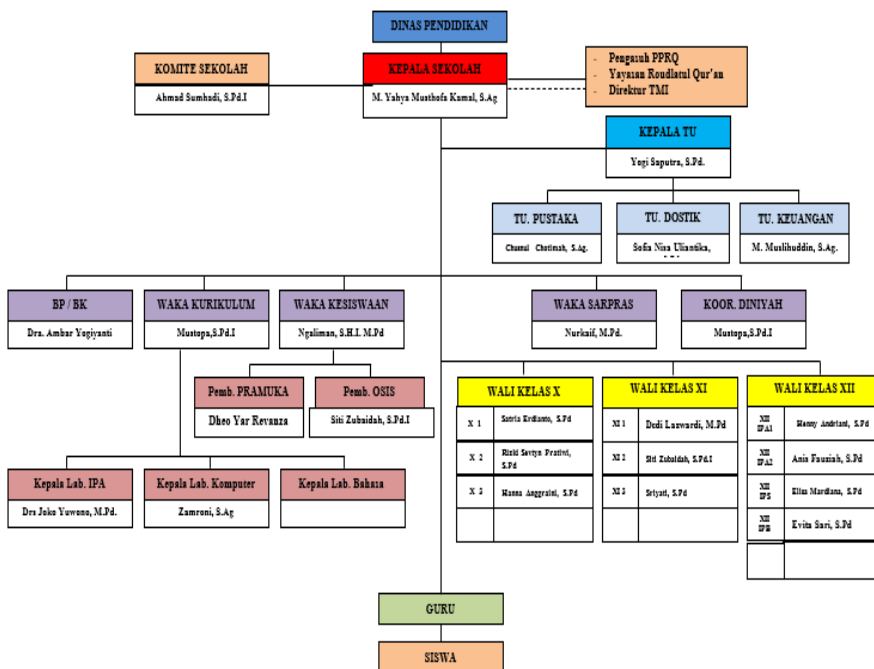 DINAS PENDIDIKAN
KOMITE SEKOLAH
Ahmad Sumhadi, S.Pd.I
KEPALA SEKOLAH
M. Yahya Musthofa Kamal, S.Ag
- Pengasuh PPRQ
- Yayasan Roudlatul Qur'an
- Direktur TMI
KEPALA TU
Yogi Saputra, S.Pd.
TU. PUSTAKA
Chusnul Chotimah, S.Ag.
TU. DOSTIK
Sofia Nisa Uliantika,
TU. KEUANGAN
M. Muslihuddin, S.Ag.
BP / BK
Dra. Ambar Yogiyanti
WAKA KURIKULUM
Mustopa,S.Pd.I
WAKA KESISWAAN
Ngaliman, S.H.I. M.Pd
WAKA SARPRAS
Nurkaif, M.Pd.
KOOR. DINIYAH
Mustopa,S.Pd.I
Pemb. PRAMUKA
Dheo Yar Revanza
Pemb. OSIS
Siti Zubaidah, S.Pd.I
Kepala Lab. IPA
Drs Joko Yuwono, M.Pd.
Kepala Lab. Komputer
Zamroni, S.Ag
Kepala Lab. Bahasa
WALI KELAS X
X 1 Satria Erdianto, S.Pd
X 2 Rizki Pratiwi,
S.Pd
X 3 Hanna Anggraini, S.Pd
WALI KELAS XI
XI 1 Dedi Laswardi, M.Pd
XI 2 Siti Zubaidah, S.Pd.I
XI 3 Sriyati, S.Pd
WALI KELAS XII
XII
IPA1 Henny Andriani, S.Pd
XII
IPA2 Anis Fauziah, S.Pd
XII
IPS Eliza Mardiana, S.Pd
XII
IPB Evita Sari, S.Pd
GURU
SISWA